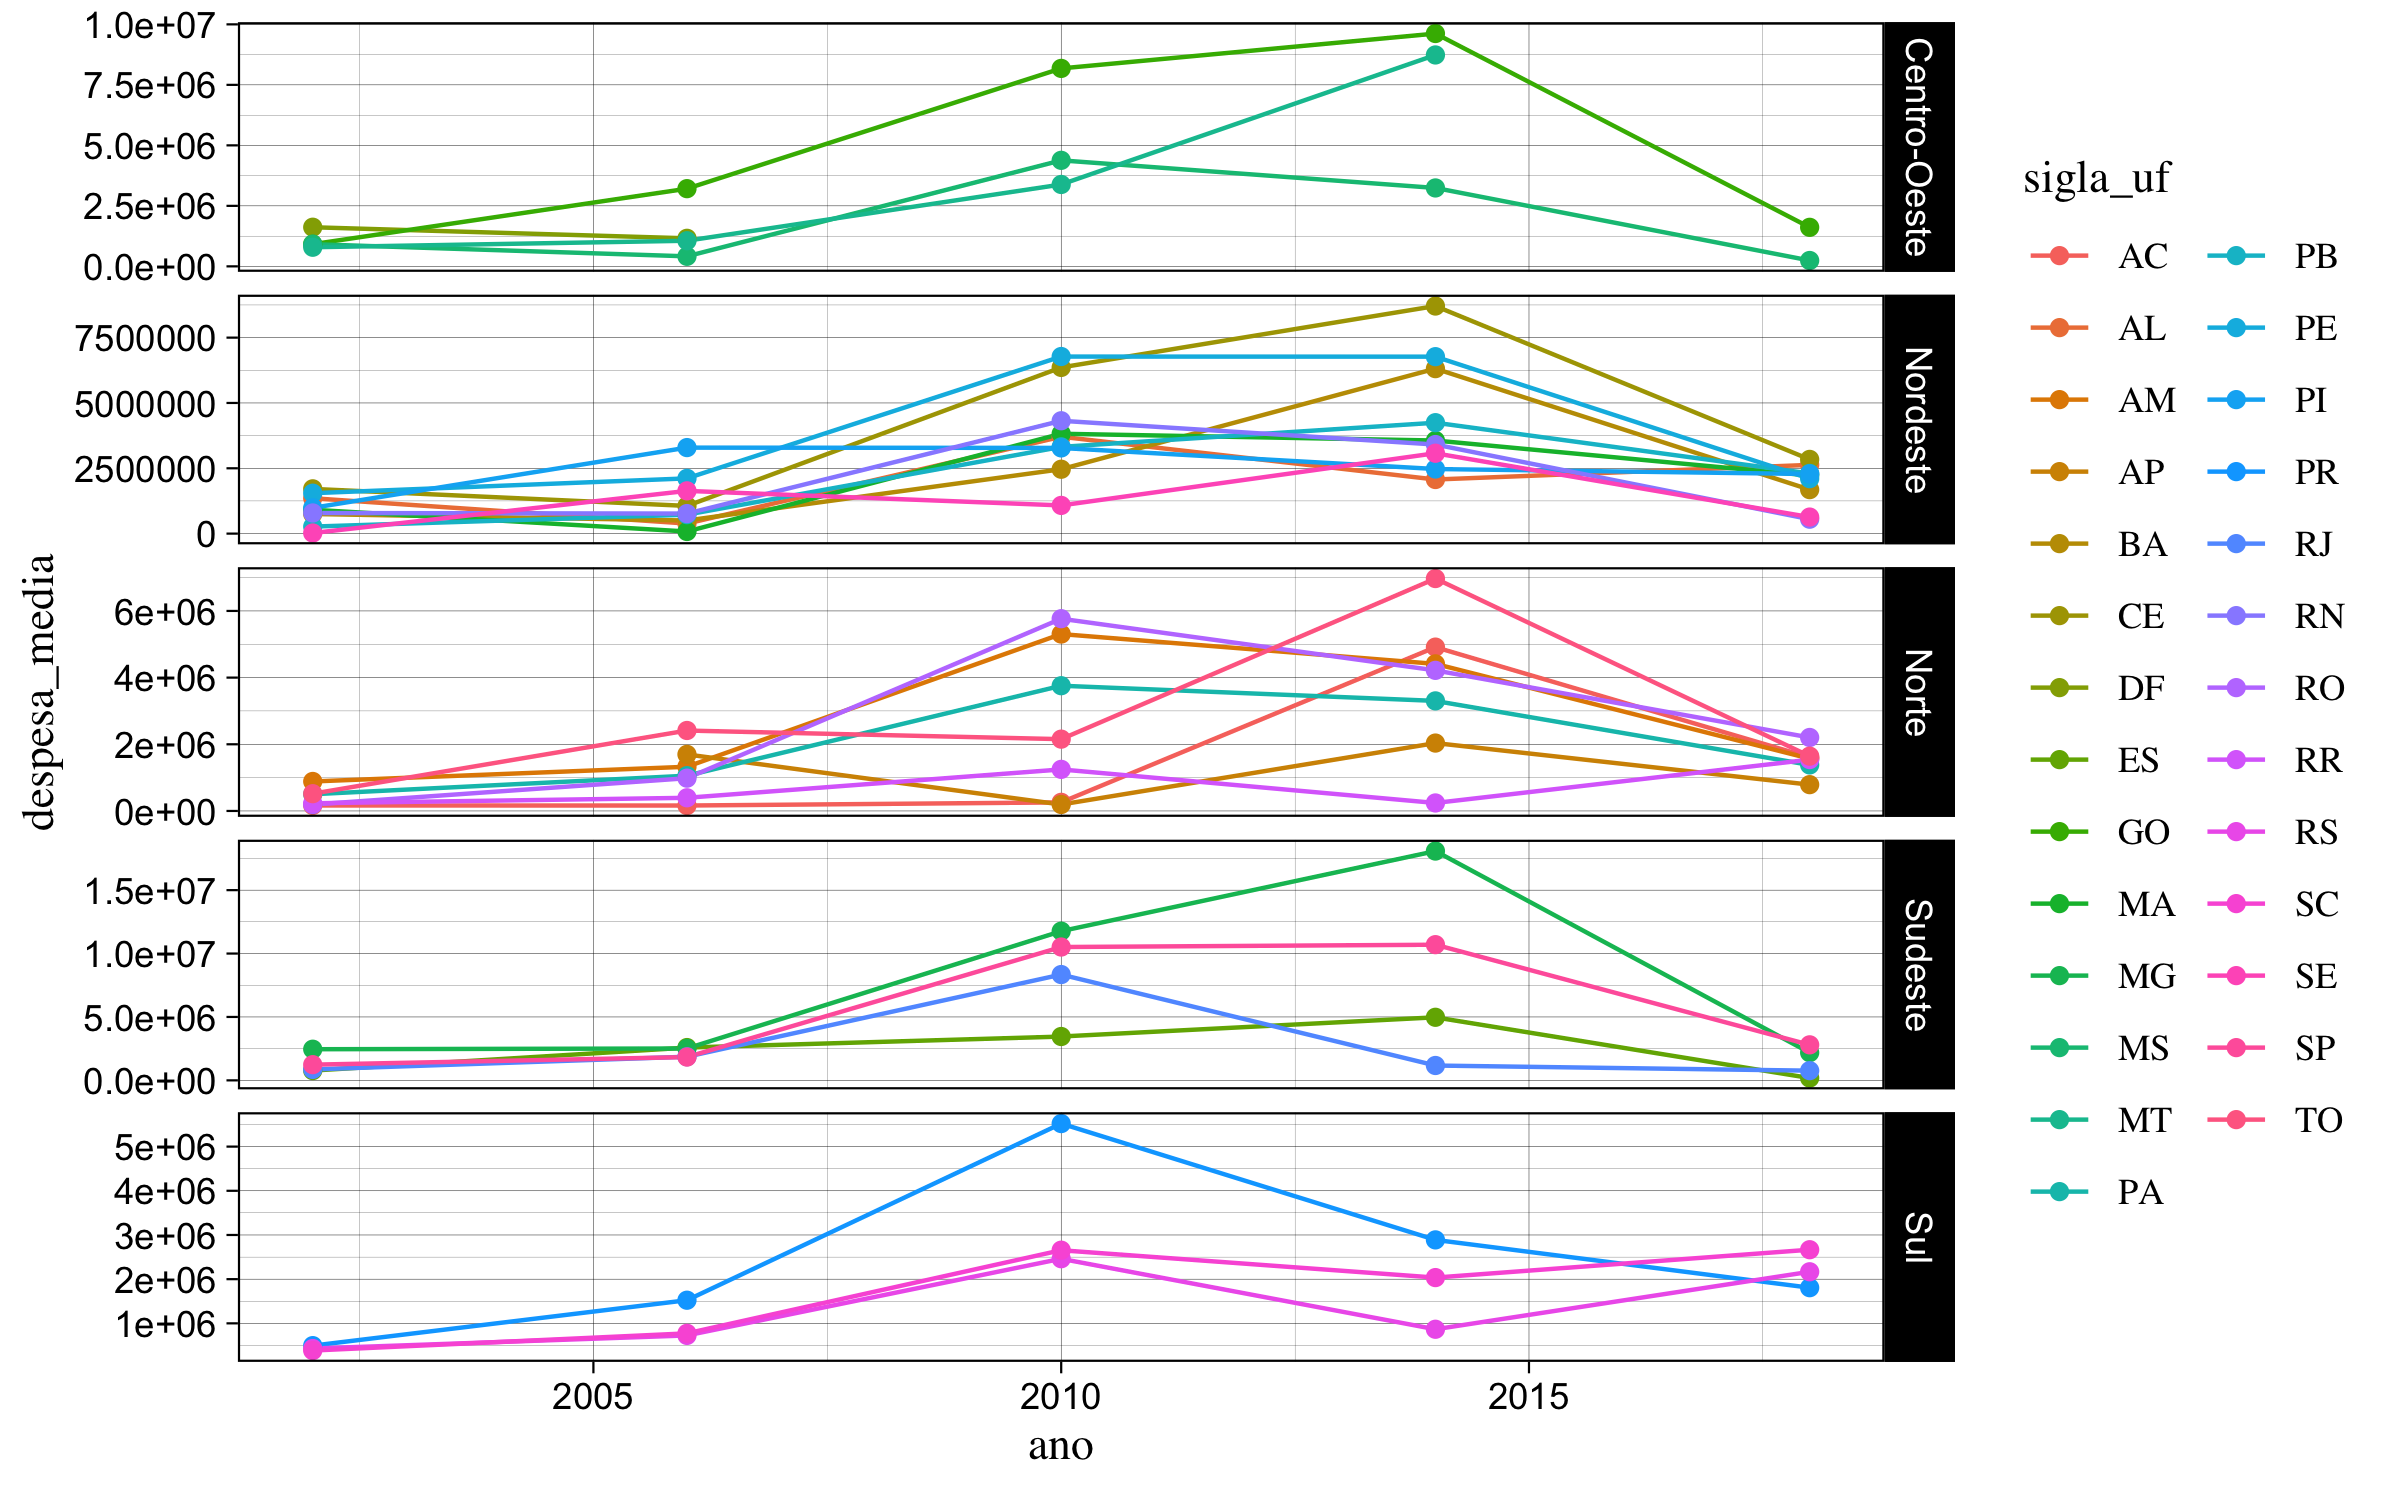 1.0e+07
7.5e+06
5.0e+06
2.5e+06
0.0e+00
Centro-Oeste
7500000
5000000
2500000
0
Nordeste
6e+06
4e+06
2e+06
0e+00
Norte
1.5e+07
1.0e+07
5.0e+06
0.0e+00
Sudeste
5e+06
4e+06
3e+06
2e+06
1e+06
Sul
2005 2010 2015
ano
despesa_media
sigla_uf
AC
AL
AM
AP
BA
CE
DF
ES
GO
MA
MG
MS
MT
PA
PB
PE
PI
PR
RJ
RN
RO
RR
RS
SC
SE
SP
TO